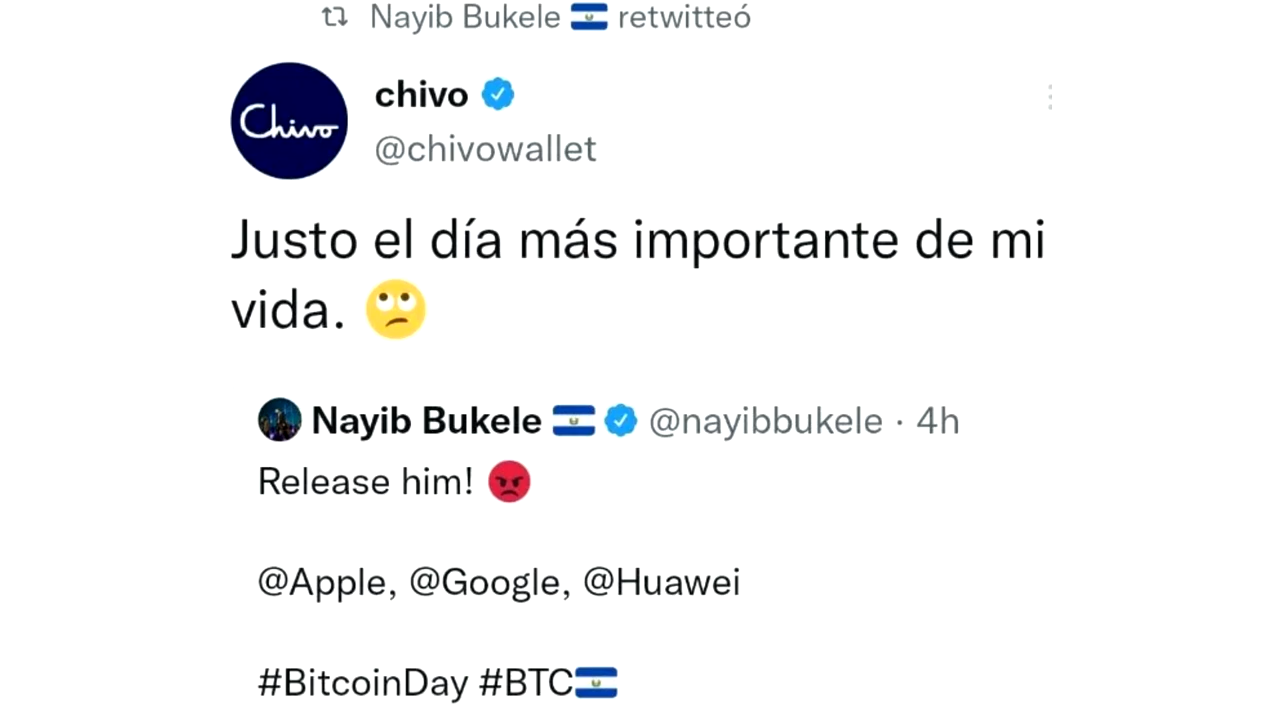 Nayib Bukele 🇸🇻 retwitteó
Chivo
chivo
@chivowallet
Justo el día más importante de mi
vida. 🙄
Nayib Bukele 🇸🇻 @nayibbukele · 4h
Release him! 😡
@Apple, @Google, @Huawei
#BitcoinDay #BTC🇸🇻